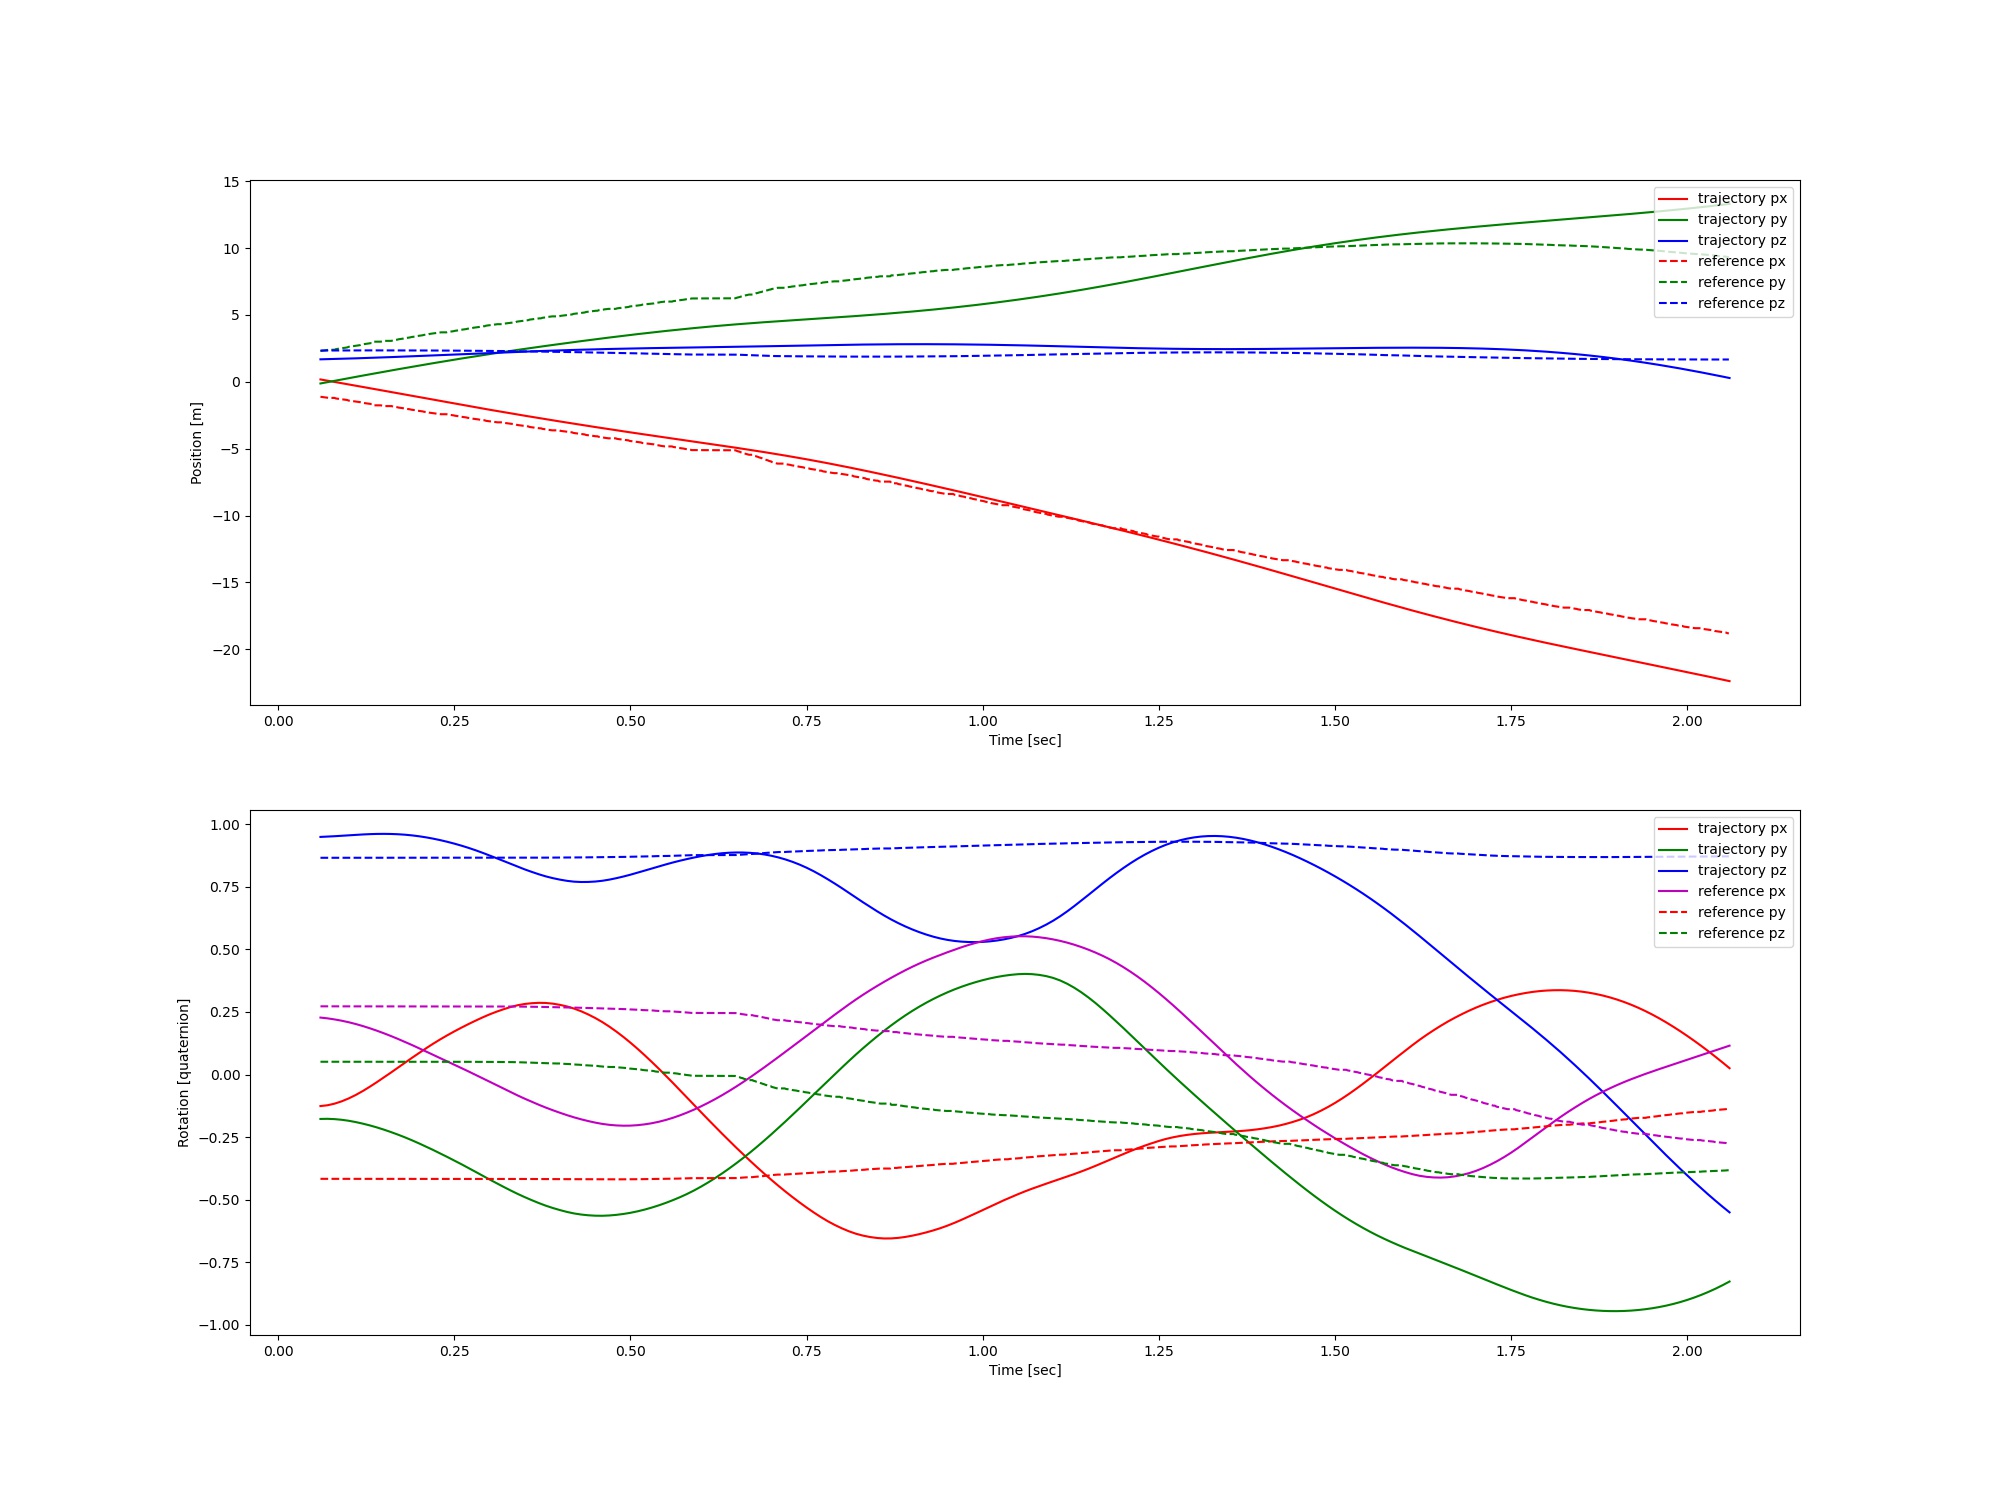 15
10
5
0
−5
−10
−15
−20
Position [m]
trajectory px
trajectory py
trajectory pz
reference px
reference py
reference pz
0.00 0.25 0.50 0.75 1.00 1.25 1.50 1.75 2.00
Time [sec]
1.00
0.75
0.50
0.25
0.00
−0.25
−0.50
−0.75
−1.00
Rotation [quaternion]
trajectory px
trajectory py
trajectory pz
reference px
reference py
reference pz
0.00 0.25 0.50 0.75 1.00 1.25 1.50 1.75 2.00
Time [sec]